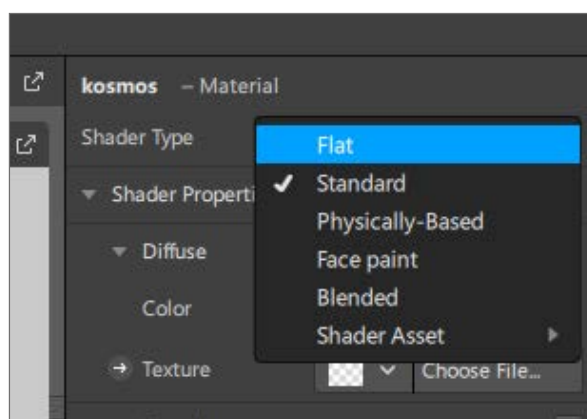 kosmos – Material
Shader Type
Flat
Standard
Shader Properti
Physically-Based
Diffuse
Face paint
Blended
Color
Shader Asset
Texture
Choose File...